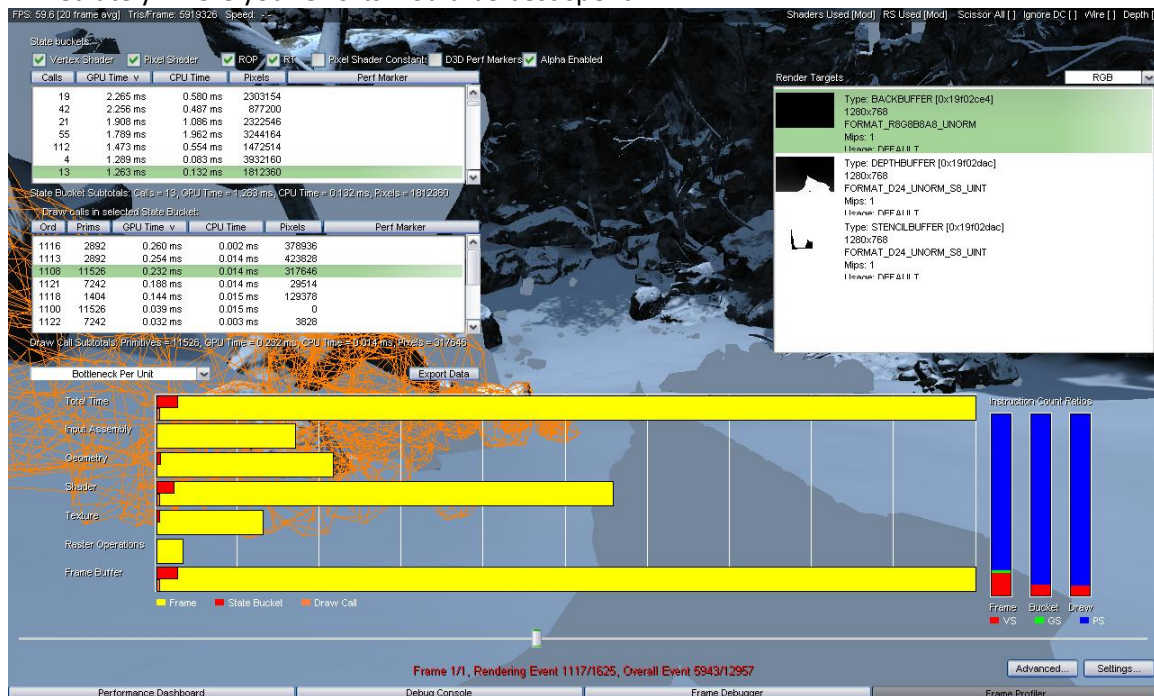 FPS: 59.6 [20 frame avg] Tris/Frame: 5919326 Speed: -.- Shaders Used [Mod] RS Used [Mod] Scissor All [ ] Ignore DC [ ] Wire [ ] Depth [
State buckets:
Vertex Shader Pixel Shader ROP RT Pixel Shader Constants D3D Perf Markers Alpha Enabled
Calls GPU Time v CPU Time Pixels Perf Marker
19 2.265 ms 0.580 ms 2303154
42 2.256 ms 0.487 ms 877200
21 1.908 ms 1.086 ms 2322546
55 1.789 ms 1.962 ms 3244164
112 1.473 ms 0.554 ms 1472514
4 1.289 ms 0.083 ms 3932160
13 1.263 ms 0.132 ms 1812360
State Bucket Subtotals: Calls = 13, GPU Time = 1.263 ms, CPU Time = 0.132 ms, Pixels = 1812360
Draw calls in selected State Bucket:
Ord Prims GPU Time v CPU Time Pixels Perf Marker
1116 2892 0.260 ms 0.002 ms 378936
1113 2892 0.254 ms 0.014 ms 423828
1108 11526 0.232 ms 0.014 ms 317646
1121 7242 0.188 ms 0.014 ms 29514
1118 1404 0.144 ms 0.015 ms 129378
1100 11526 0.039 ms 0.015 ms 0
1122 7242 0.032 ms 0.003 ms 3828
Draw Call Subtotals: Primitives = 11526, GPU Time = 0.232 ms, CPU Time = 0.014 ms, Pixels = 317646
Render Targets RGB
Type: BACKBUFFER [0x19f02ce4]
1280x768
FORMAT_R8G8B8A8_UNORM
Mips: 1
Usage: DEFAULT
Type: DEPTHBUFFER [0x19f02dac]
1280x768
FORMAT_D24_UNORM_S8_UINT
Mips: 1
Usage: DEFAULT
Type: STENCILBUFFER [0x19f02dac]
1280x768
FORMAT_D24_UNORM_S8_UINT
Mips: 1
Usage: DEFAULT
Bottleneck Per Unit Export Data
Total Time
Input Assembly
Geometry
Shader
Texture
Raster Operations
Frame Buffer
Frame State Bucket Draw Call
Instruction Count Ratios
Frame Bucket Draw
VS GS PS
Frame 1/1, Rendering Event 1117/1625, Overall Event 5943/12957
Advanced... Settings...
Performance Dashboard Debug Console Frame Debugger Frame Profiler